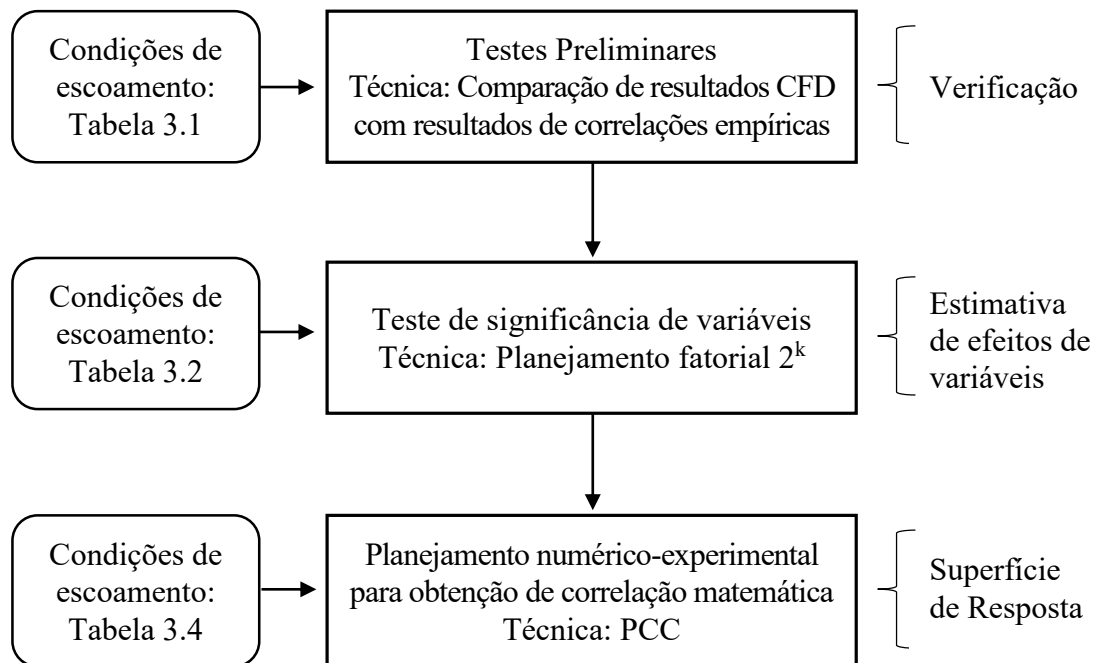 Condições de
escoamento:
Tabela 3.1
Testes Preliminares
Técnica: Comparação de resultados CFD
com resultados de correlações empíricas
Verificação
Condições de
escoamento:
Tabela 3.2
Teste de significância de variáveis
Técnica: Planejamento fatorial 2ᵏ
Estimativa
de efeitos de
variáveis
Condições de
escoamento:
Tabela 3.4
Planejamento numérico-experimental
para obtenção de correlação matemática
Técnica: PCC
Superfície
de Resposta